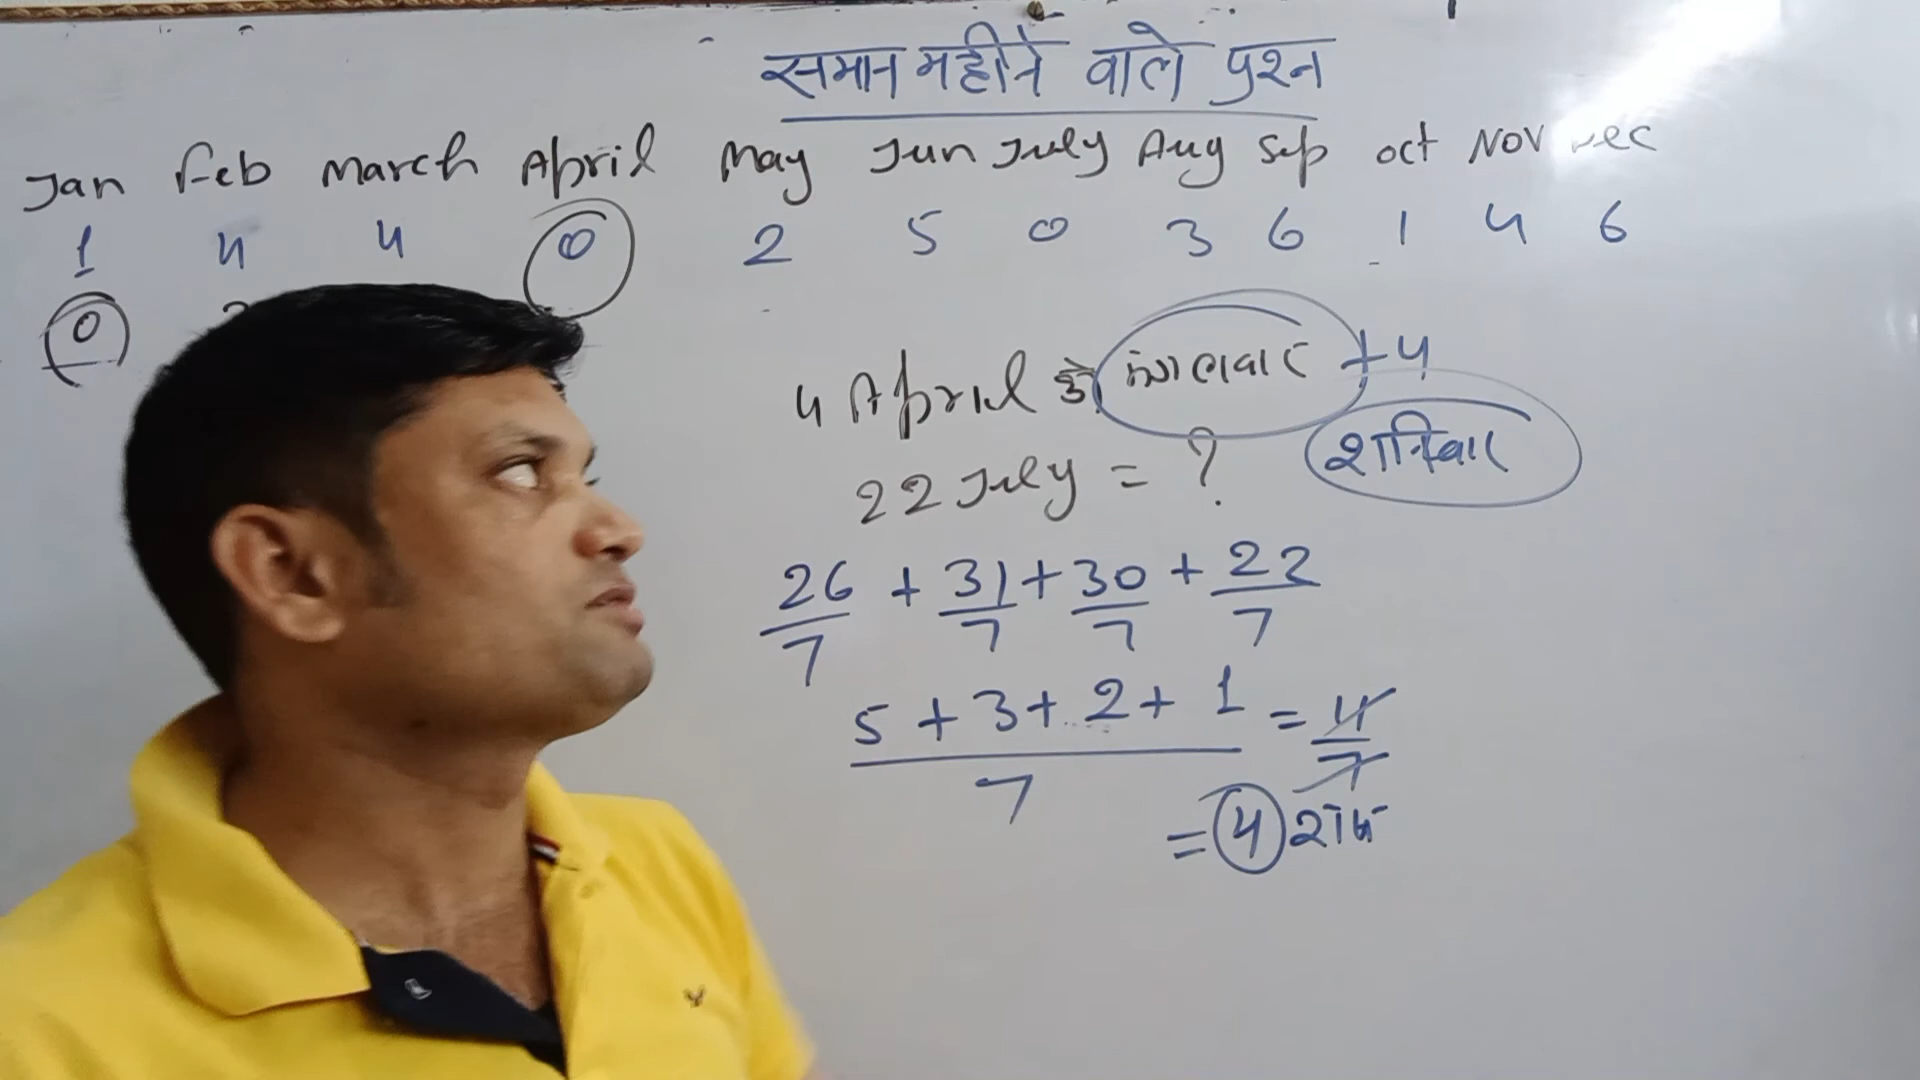 समान महीने वाले प्रश्न
Jan Feb March April May Jun July Aug Sep oct NOV Dec
1 4 4 0 2 5 0 3 6 1 4 6
0
4 April को मंगलवार +4
22 July = ? शनिवार
26/7 + 31/7 + 30/7 + 22/7
5 + 3 + 2 + 1 / 7 = 11/7
= 4 शेष